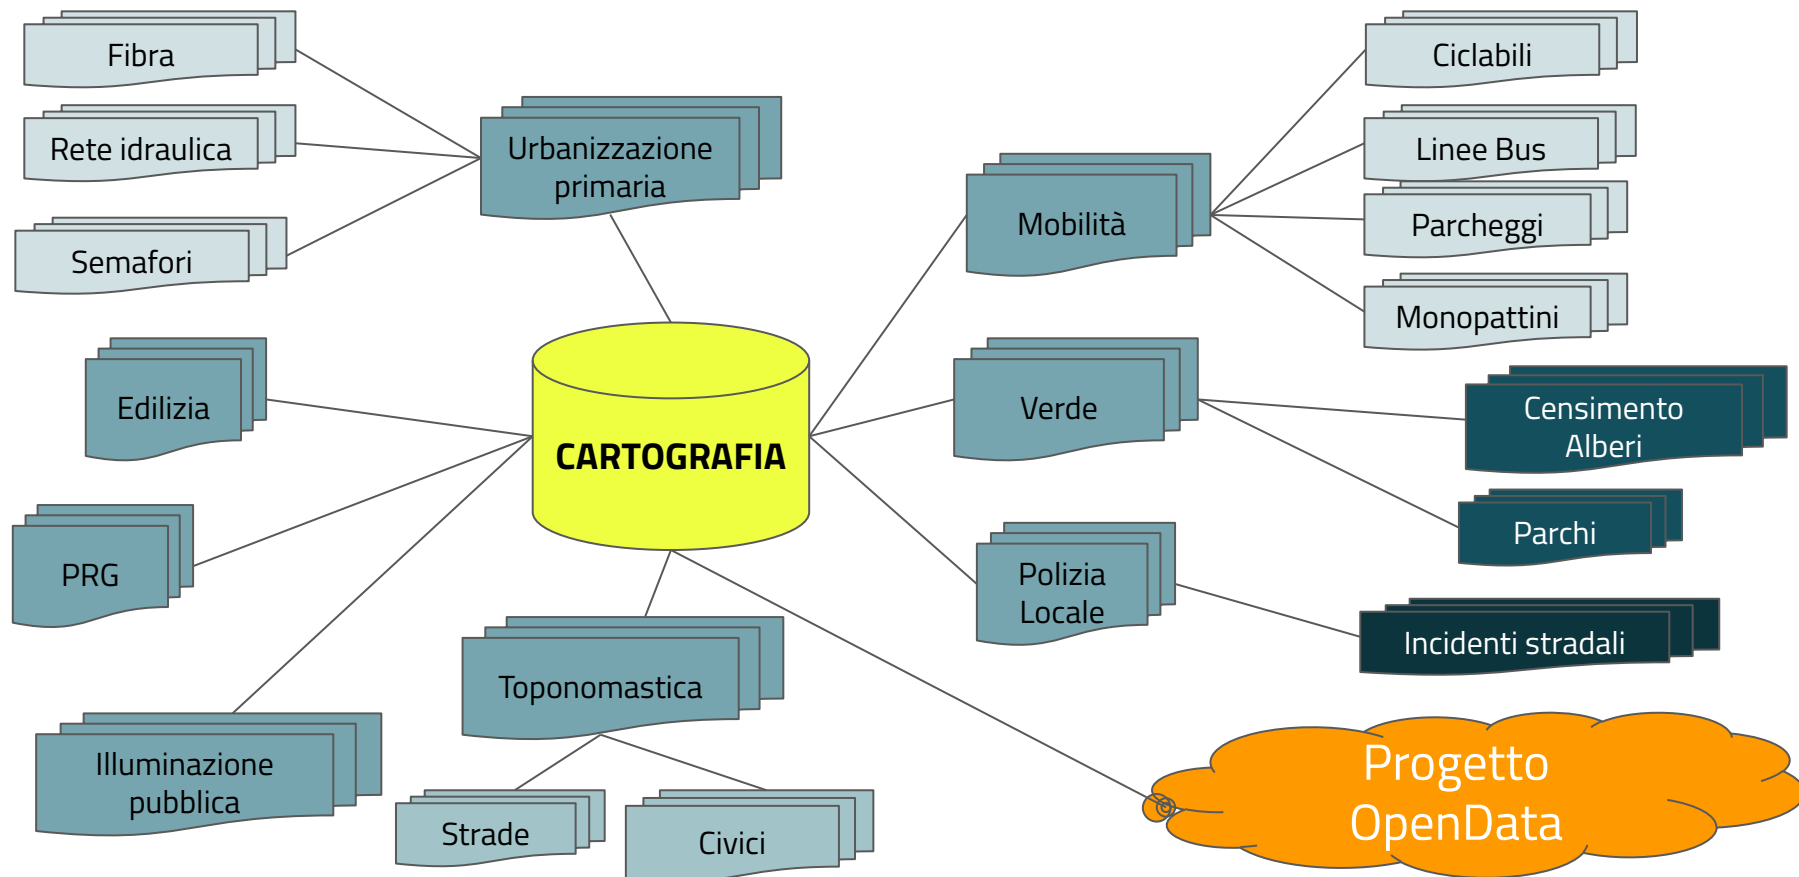 Fibra
Rete idraulica
Semafori
Urbanizzazione
primaria
Mobilità
Ciclabili
Linee Bus
Parcheggi
Monopattini
Edilizia
CARTOGRAFIA
Verde
Censimento
Alberi
Parchi
PRG
Polizia
Locale
Incidenti stradali
Toponomastica
Illuminazione
pubblica
Strade
Civici
Progetto
OpenData